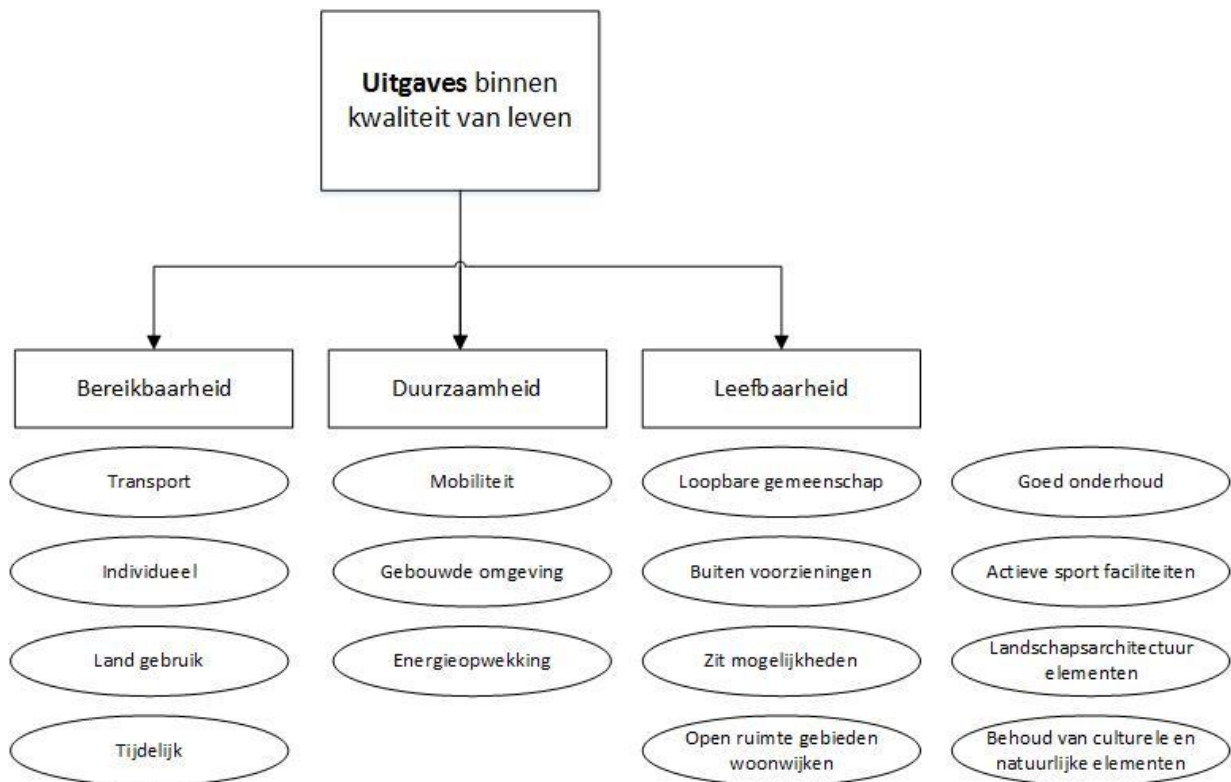 Uitgaves binnen
kwaliteit van leven
Bereikbaarheid
Duurzaamheid
Leefbaarheid
Transport
Mobiliteit
Loopbare gemeenschap
Goed onderhoud
Individueel
Gebouwde omgeving
Buiten voorzieningen
Actieve sport faciliteiten
Land gebruik
Energieopwekking
Zit mogelijkheden
Landschapsarchitectuur
elementen
Tijdelijk
Open ruimte gebieden
woonwijken
Behoud van culturele en
natuurlijke elementen